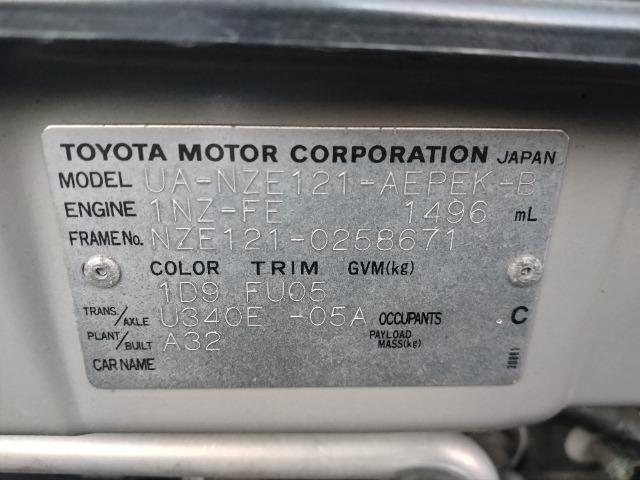 TOYOTA MOTOR CORPORATION JAPAN
MODEL UA-NZE121-AEPEK-B
ENGINE 1NZ-FE 1496 mL
FRAME No. NZE121-0258671
COLOR TRIM GVM(kg)
1D9 FU05
TRANS./AXLE U340E -05A OCCUPANTS C
PLANT/BUILT A32 PAYLOAD MASS(kg)
CAR NAME